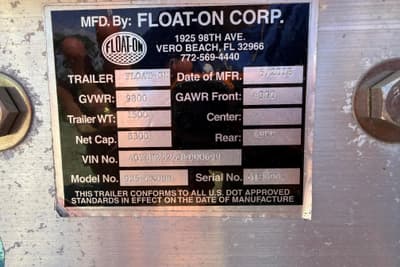 MFD. By: FLOAT-ON CORP.
FLOAT-ON
1925 98TH AVE.
VERO BEACH, FL 32966
772-569-4440
TRAILER FLOAT-ON Date of MFR.
GVWR: 9800 GAWR Front:
Trailer WT: 1500 Center:
Net Cap. Rear:
VIN No.
Model No. Serial No.
THIS TRAILER CONFORMS TO ALL U.S. DOT APPROVED
STANDARDS IN EFFECT ON THE DATE OF MANUFACTURE